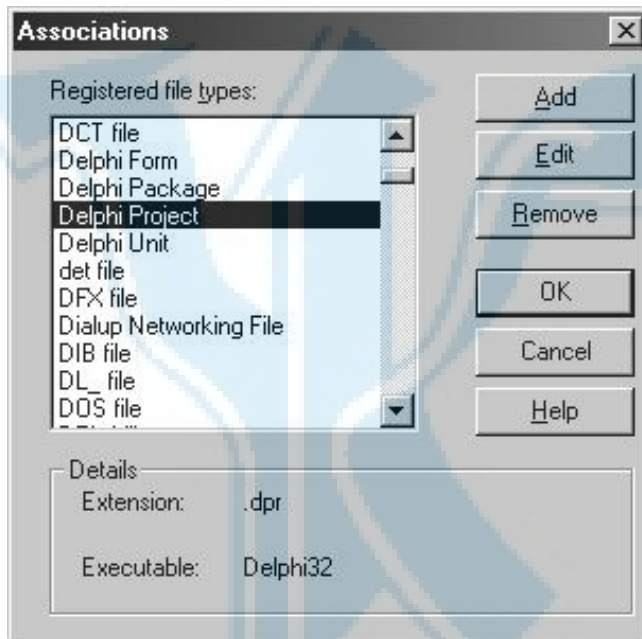 Associations
Registered file types:
DCT file
Delphi Form
Delphi Package
Delphi Project
Delphi Unit
det file
DFX file
Dialup Networking File
DIB file
DL_ file
DOS file
Add
Edit
Remove
OK
Cancel
Help
Details
Extension: .dpr
Executable: Delphi32